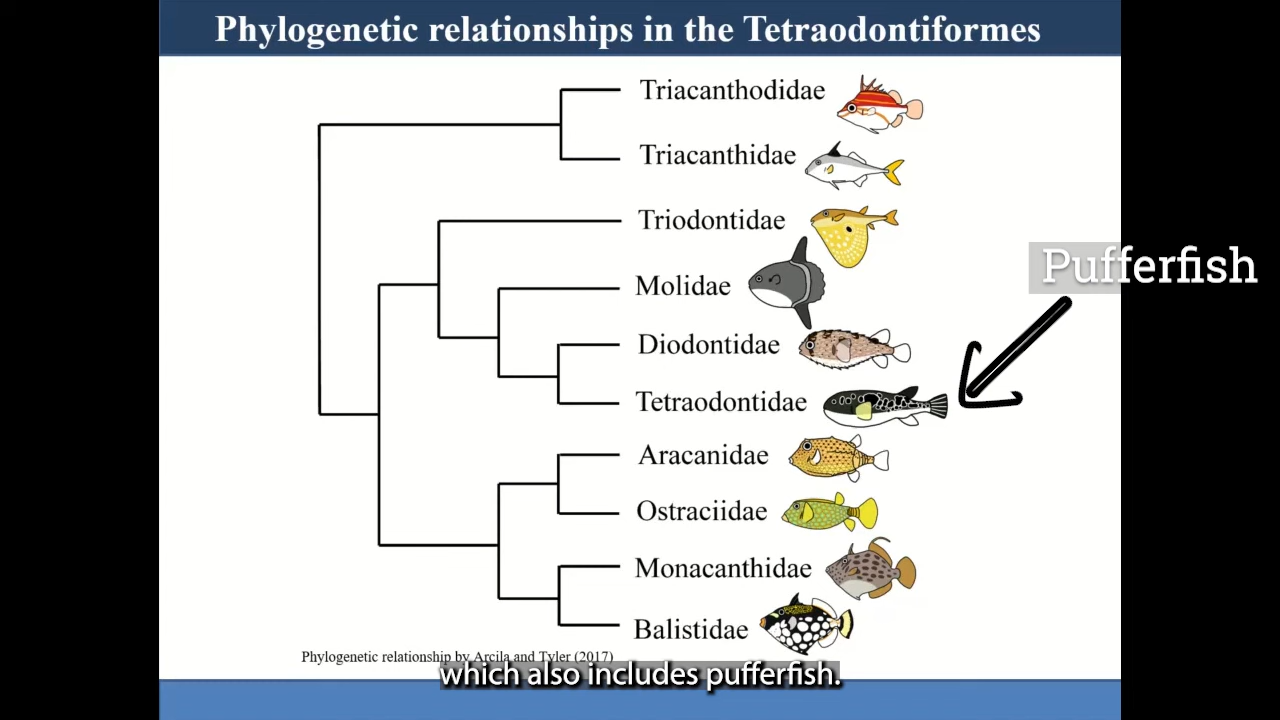 Phylogenetic relationships in the Tetraodontiformes
Triacanthodidae
Triacanthidae
Triodontidae
Pufferfish
Molidae
Diodontidae
Tetraodontidae
Aracanidae
Ostraciidae
Monacanthidae
Balistidae
Phylogenetic relationship by Arcila and Tyler (2017)
which also includes pufferfish.